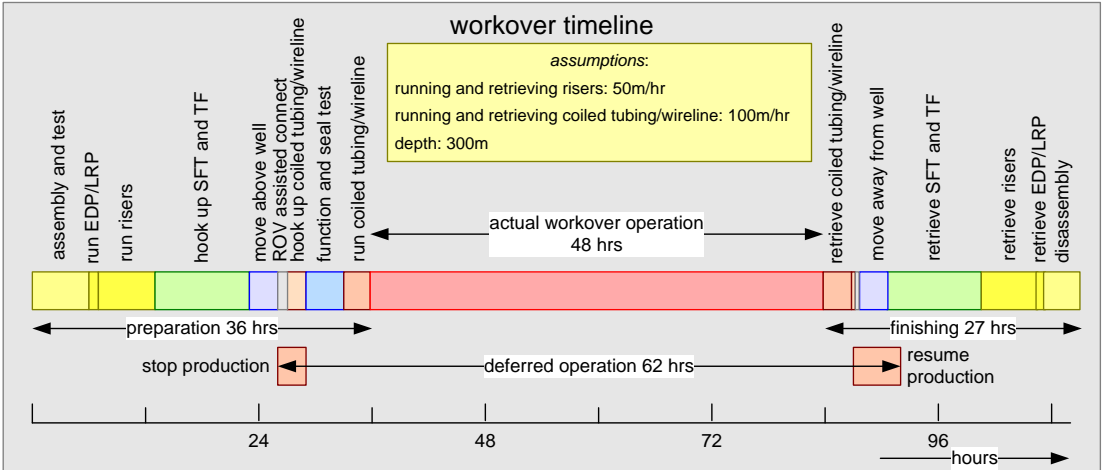 workover timeline
assumptions:
running and retrieving risers: 50m/hr
running and retrieving coiled tubing/wireline: 100m/hr
depth: 300m
assembly and test
run EDP/LRP
run risers
hook up SFT and TF
move above well
ROV assisted connect
hook up coiled tubing/wireline
function and seal test
run coiled tubing/wireline
actual workover operation
48 hrs
retrieve coiled tubing/wireline
move away from well
retrieve SFT and TF
retrieve risers
retrieve EDP/LRP
disassembly
preparation 36 hrs
finishing 27 hrs
stop production
deferred operation 62 hrs
resume
production
24
48
72
96
hours